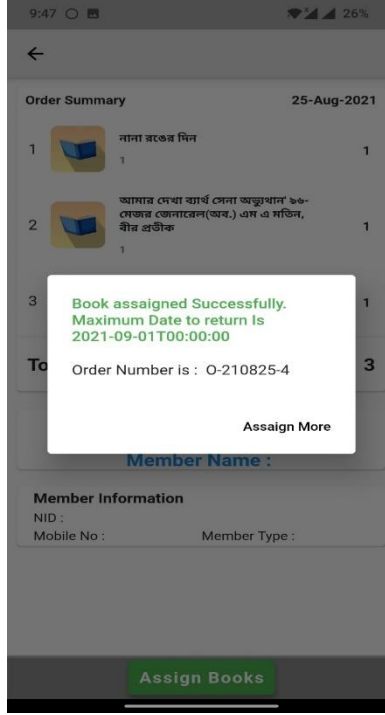 9:47 26%
Order Summary 25-Aug-2021
1 নানা রঙের দিন 1
1
আমার দেখা ব্যার্থ সেনা অভ্যুথান' ৯৬-
মেজর জেনারেল(অব.) এম এ মতিন,
2 বীর প্রতীক 1
1
3 1
Book assaigned Successfully.
Maximum Date to return Is
2021-09-01T00:00:00
To 3
Order Number is : O-210825-4
Assaign More
Member Name :
Member Information
NID :
Mobile No : Member Type :
Assign Books